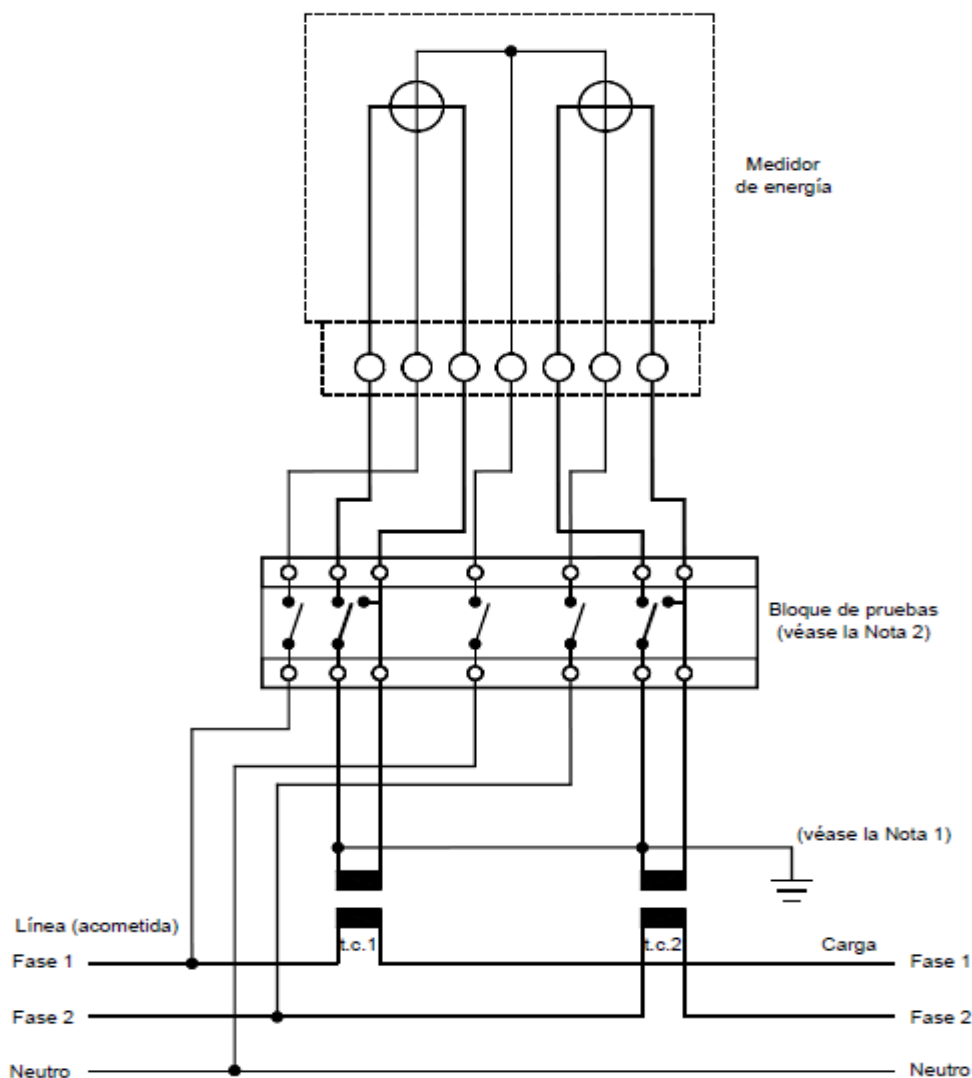 Medidor
de energía
Bloque de pruebas
(véase la Nota 2)
(véase la Nota 1)
Línea (acometida)
t.c.1
t.c.2
Carga
Fase 1
Fase 1
Fase 2
Fase 2
Neutro
Neutro